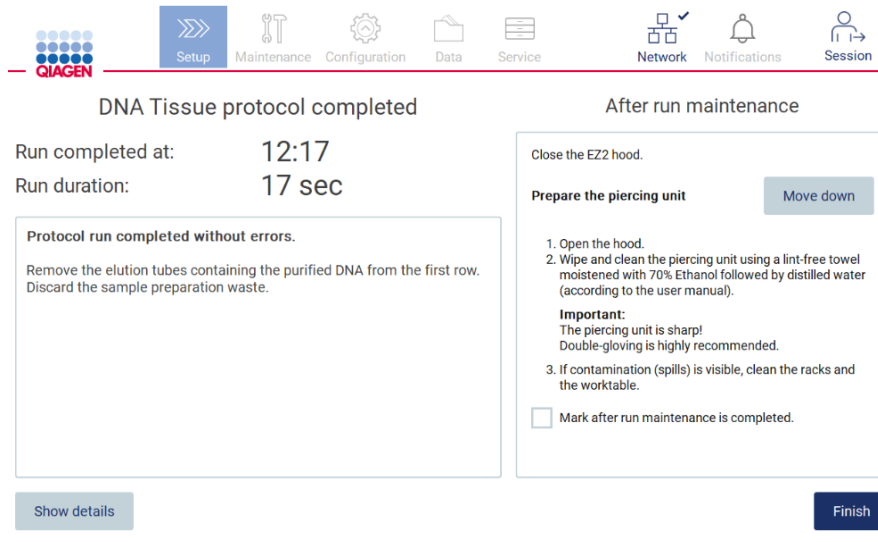 QIAGEN
Setup
Maintenance
Configuration
Data
Service
Network
Notifications
Session
DNA Tissue protocol completed
Run completed at: 12:17
Run duration: 17 sec
Protocol run completed without errors.
Remove the elution tubes containing the purified DNA from the first row.
Discard the sample preparation waste.
Show details
After run maintenance
Close the EZ2 hood.
Prepare the piercing unit
Move down
1. Open the hood.
2. Wipe and clean the piercing unit using a lint-free towel
moistened with 70% Ethanol followed by distilled water
(according to the user manual).
Important:
The piercing unit is sharp!
Double-gloving is highly recommended.
3. If contamination (spills) is visible, clean the racks and
the worktable.
Mark after run maintenance is completed.
Finish